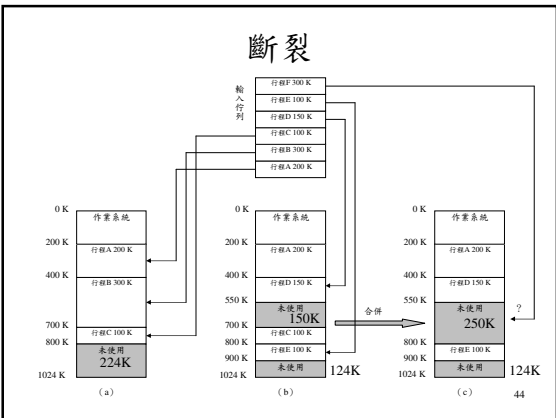 斷裂
輸入佇列
行程F 300 K
行程E 100 K
行程D 150 K
行程C 100 K
行程B 300 K
行程A 200 K
0 K
作業系統
200 K
行程A 200 K
400 K
行程B 300 K
700 K
行程C 100 K
800 K
未使用
224K
1024 K
（a）
0 K
作業系統
200 K
行程A 200 K
400 K
行程D 150 K
550 K
未使用
150K
700 K
行程C 100 K
800 K
行程E 100 K
900 K
未使用
124K
1024 K
（b）
合併
0 K
作業系統
200 K
行程A 200 K
400 K
行程D 150 K
550 K
未使用
250K
?
700 K
800 K
行程E 100 K
900 K
未使用
124K
1024 K
（c）
44